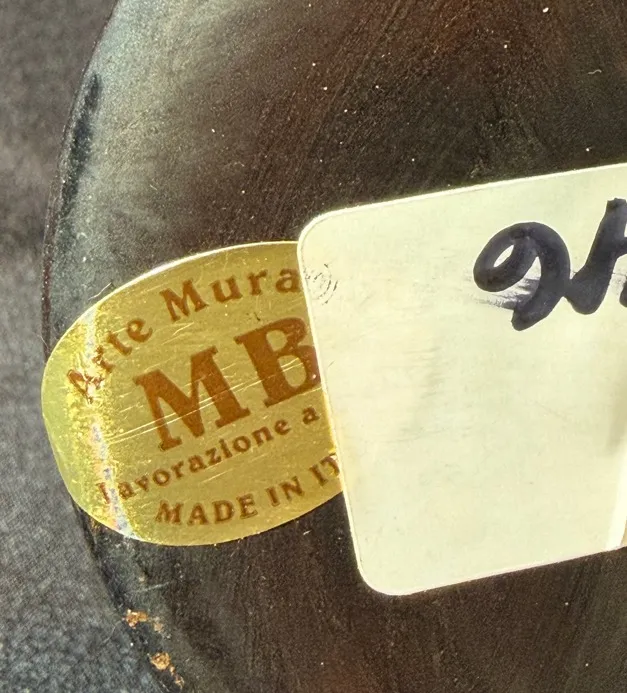 Arte Mura
MB
Lavorazione a
MADE IN IT